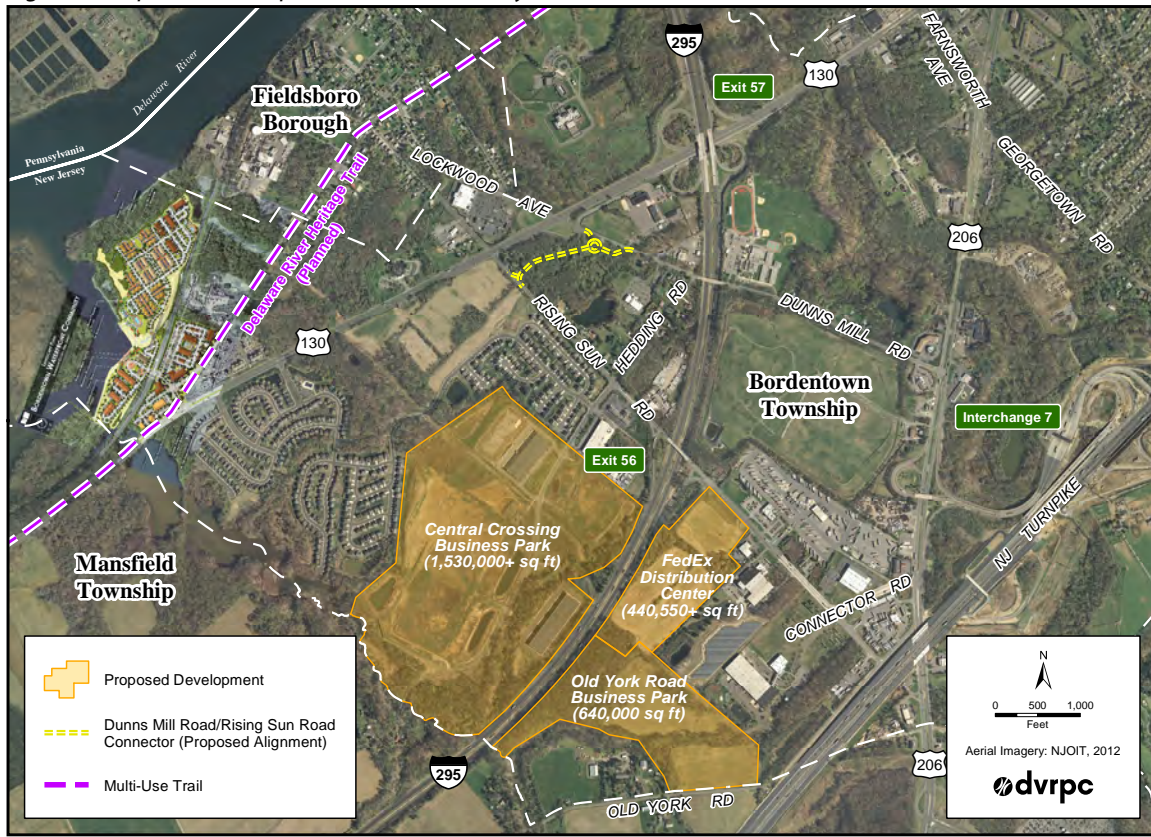 295
FARNSWORTH
AVE
130
Exit 57
Delaware River
Fieldsboro
Borough
Pennsylvania
New Jersey
LOCKWOOD AVE
GEORGETOWN
RD
206
Delaware River Heritage Trail
(Planned)
RISING SUN
RD
HEDDING RD
DUNNS MILL RD
130
Bordentown
Township
Interchange 7
Exit 56
NJ TURNPIKE
Central Crossing
Business Park
(1,530,000+ sq ft)
FedEx
Distribution
Center
(440,550+ sq ft)
Mansfield
Township
CONNECTOR RD
Old York Road
Business Park
(640,000 sq ft)
295
OLD YORK RD
206
Proposed Development
Dunns Mill Road/Rising Sun Road
Connector (Proposed Alignment)
Multi-Use Trail
N
0 500 1,000
Feet
Aerial Imagery: NJOIT, 2012
dvrpc